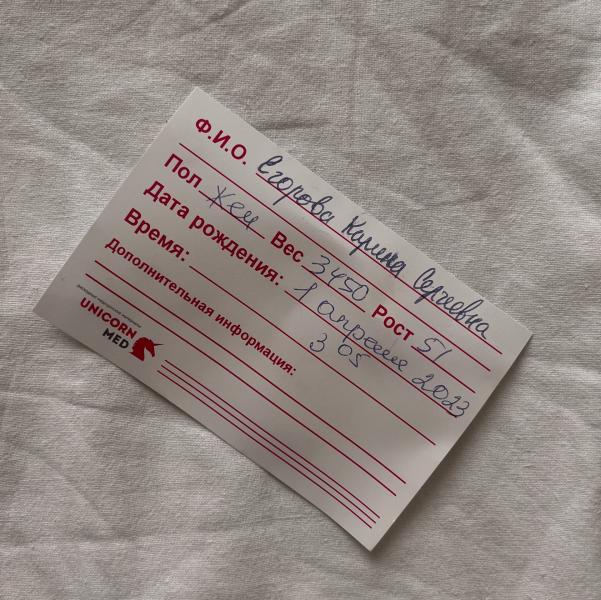 Ф.И.О. Егорова Карина Сергеевна
Пол жен Вес 3450 Рост 51
Дата рождения: 1 апреля 2023
Время: 3 05
Дополнительная информация:
UNICORN
MED